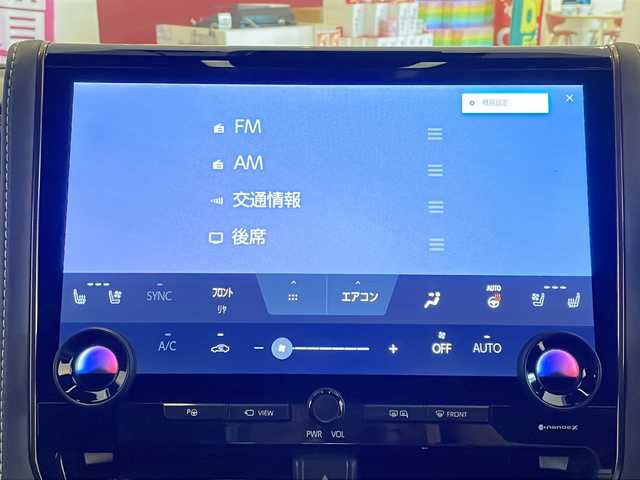 FM
AM
交通情報
後席
SYNC
フロント
リヤ
エアコン
AUTO
A/C
OFF
AUTO
VIEW
PWR VOL
FRONT
nanoeX